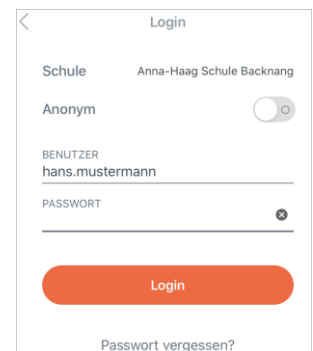 Login
Schule Anna-Haag Schule Backnang
Anonym
BENUTZER
hans.mustermann
PASSWORT
Login
Passwort vergessen?